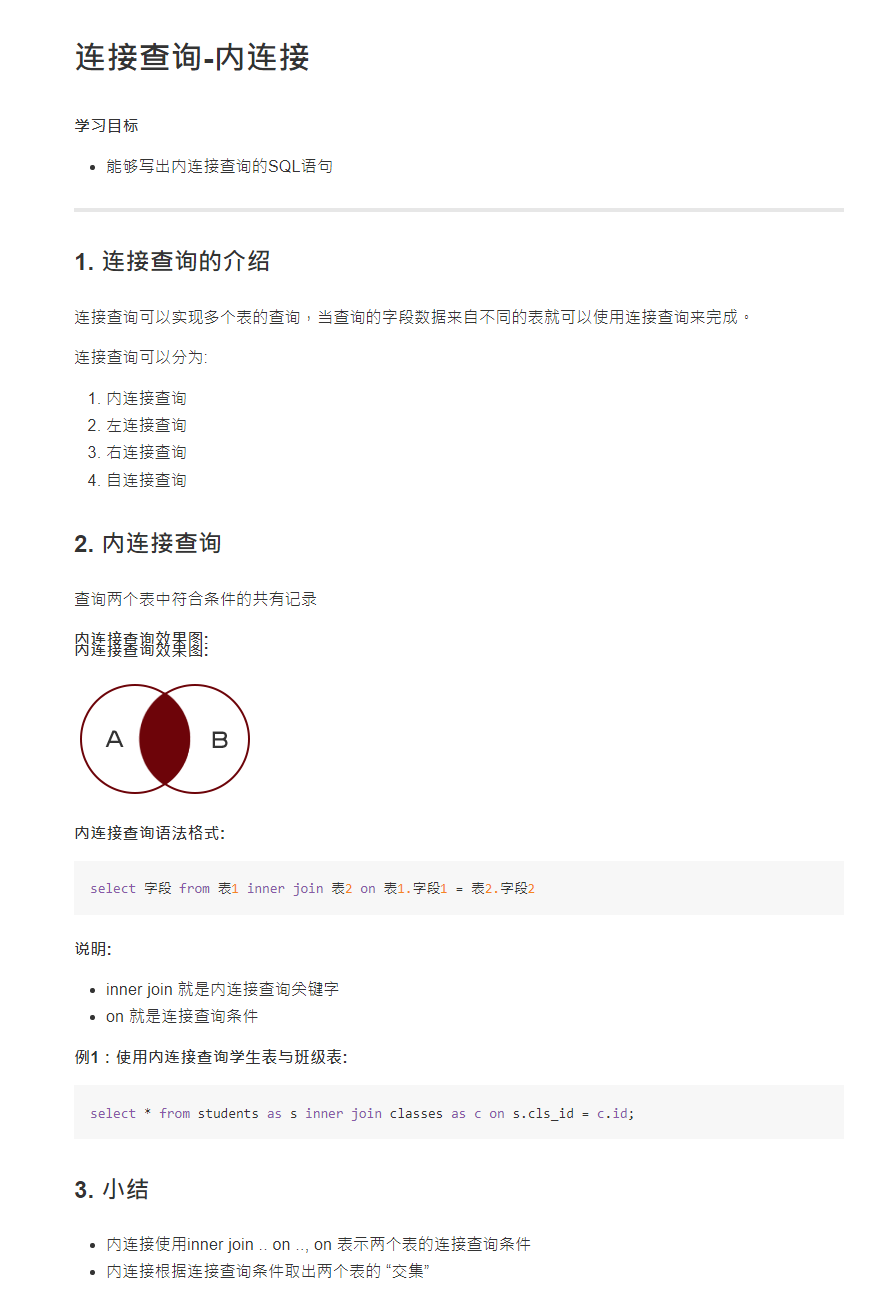 连接查询-内连接
学习目标
• 能够写出内连接查询的SQL语句
1. 连接查询的介绍
连接查询可以实现多个表的查询，当查询的字段数据来自不同的表就可以使用连接查询来完成。
连接查询可以分为:
1. 内连接查询
2. 左连接查询
3. 右连接查询
4. 自连接查询
2. 内连接查询
查询两个表中符合条件的共有记录
内连接查询效果图:
内连接查询效果图:
A B
内连接查询语法格式:
select 字段 from 表1 inner join 表2 on 表1.字段1 = 表2.字段2
说明:
• inner join 就是内连接查询关键字
• on 就是连接查询条件
例1：使用内连接查询学生表与班级表:
select * from students as s inner join classes as c on s.cls_id = c.id;
3. 小结
• 内连接使用inner join .. on .., on 表示两个表的连接查询条件
• 内连接根据连接查询条件取出两个表的 “交集”